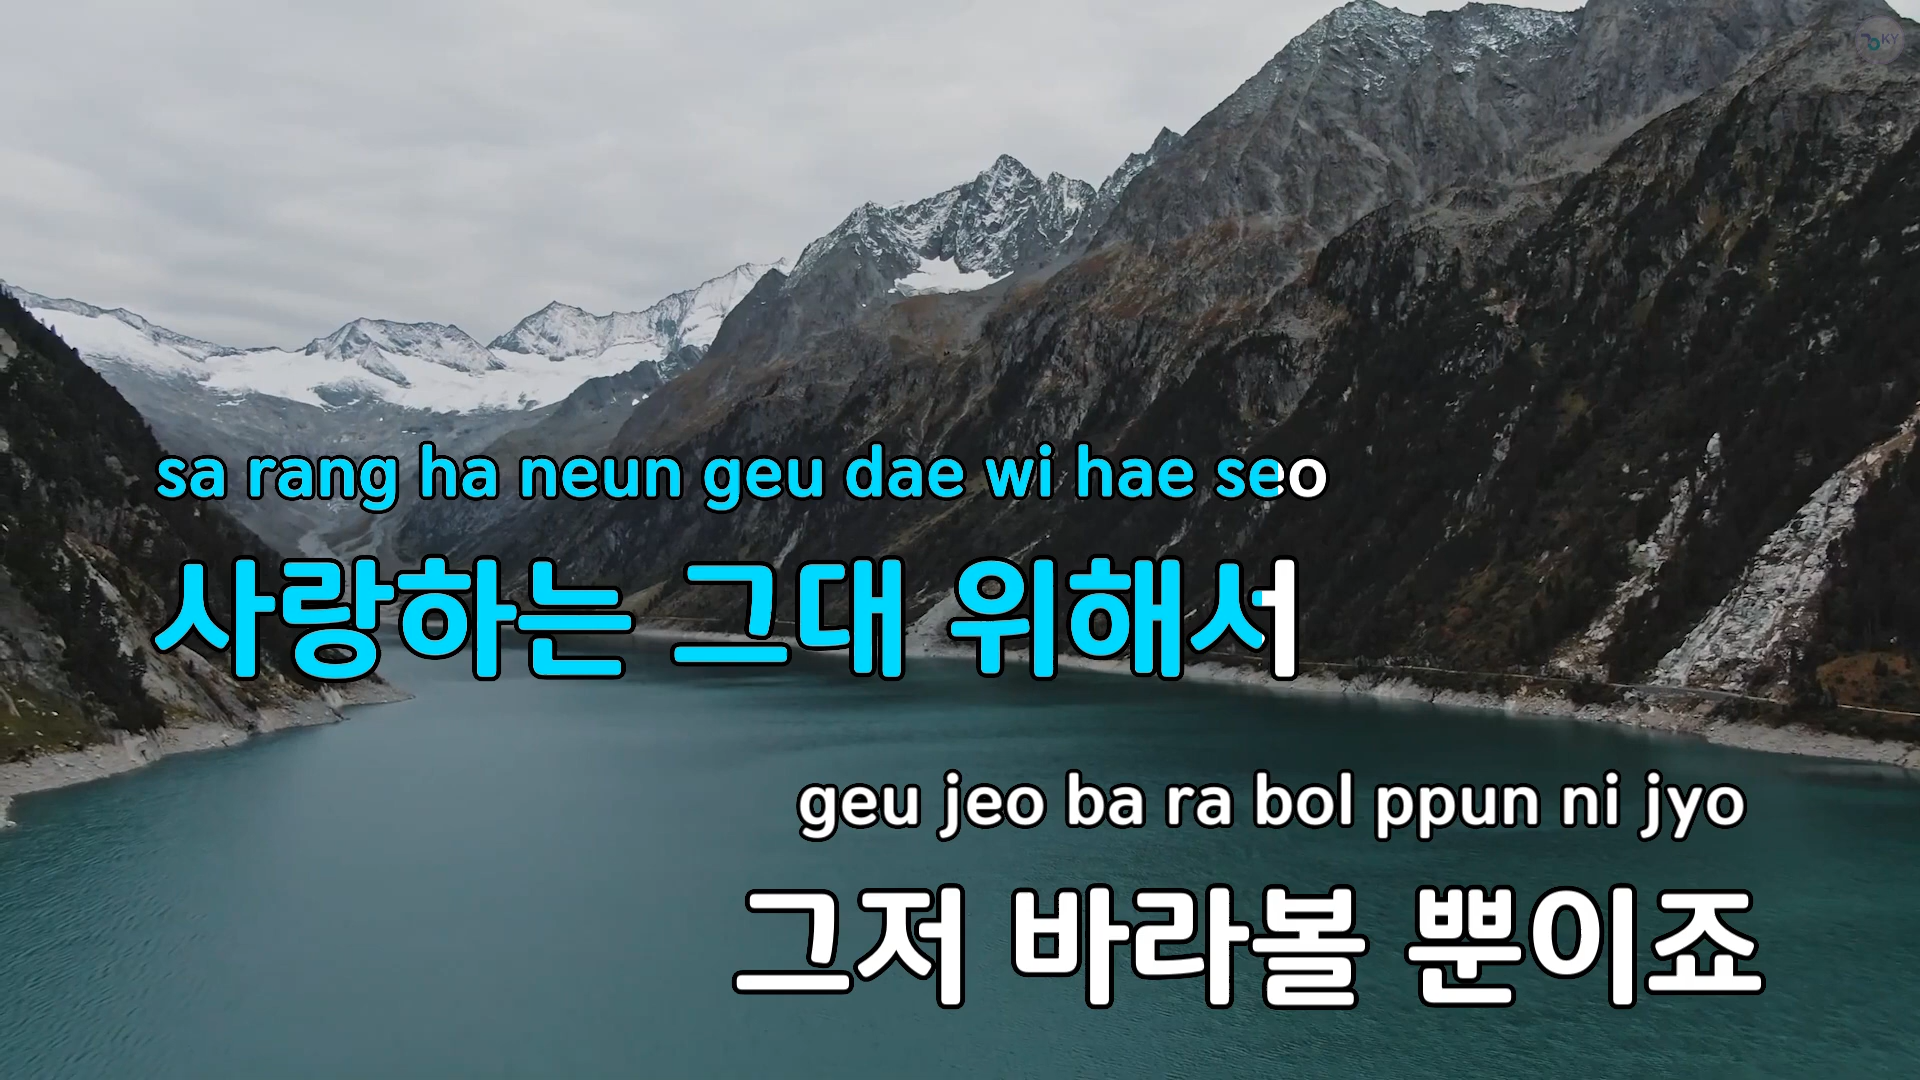 KY
sa rang ha neun geu dae wi hae seo
사랑하는 그대 위해서
geu jeo ba ra bol ppun ni jyo
그저 바라볼 뿐이죠